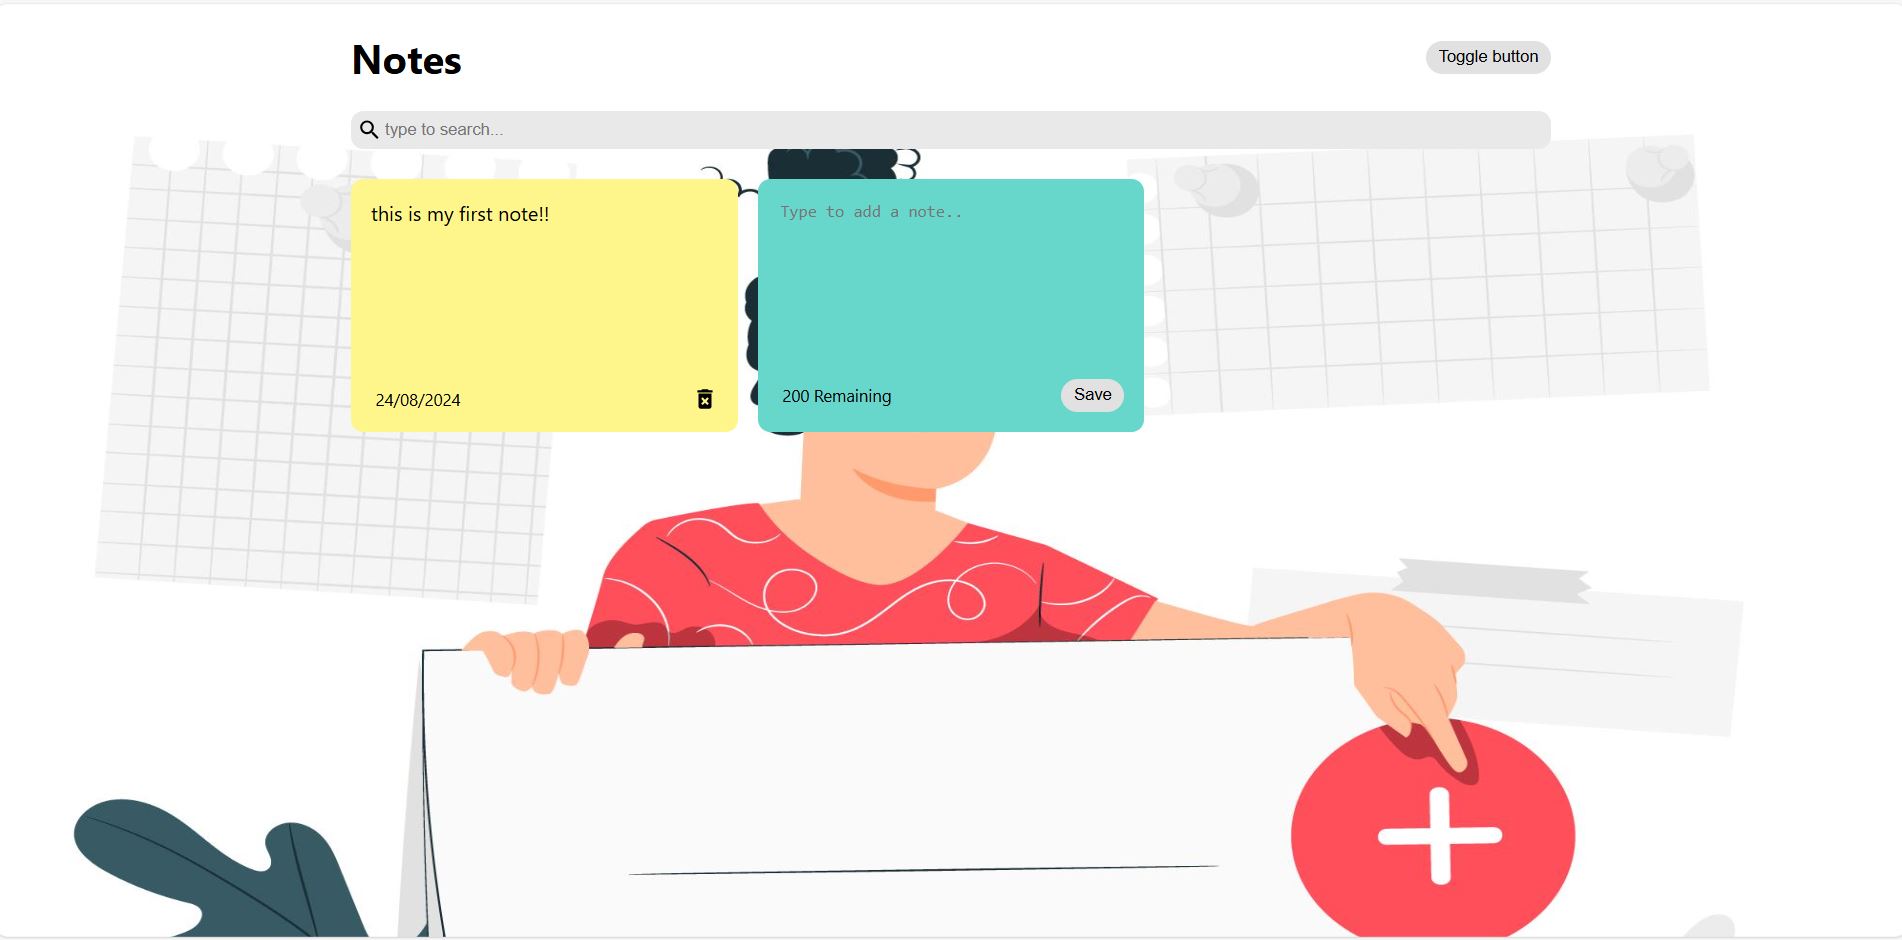 Notes
Toggle button
type to search...
this is my first note!!
Type to add a note..
24/08/2024
200 Remaining
Save